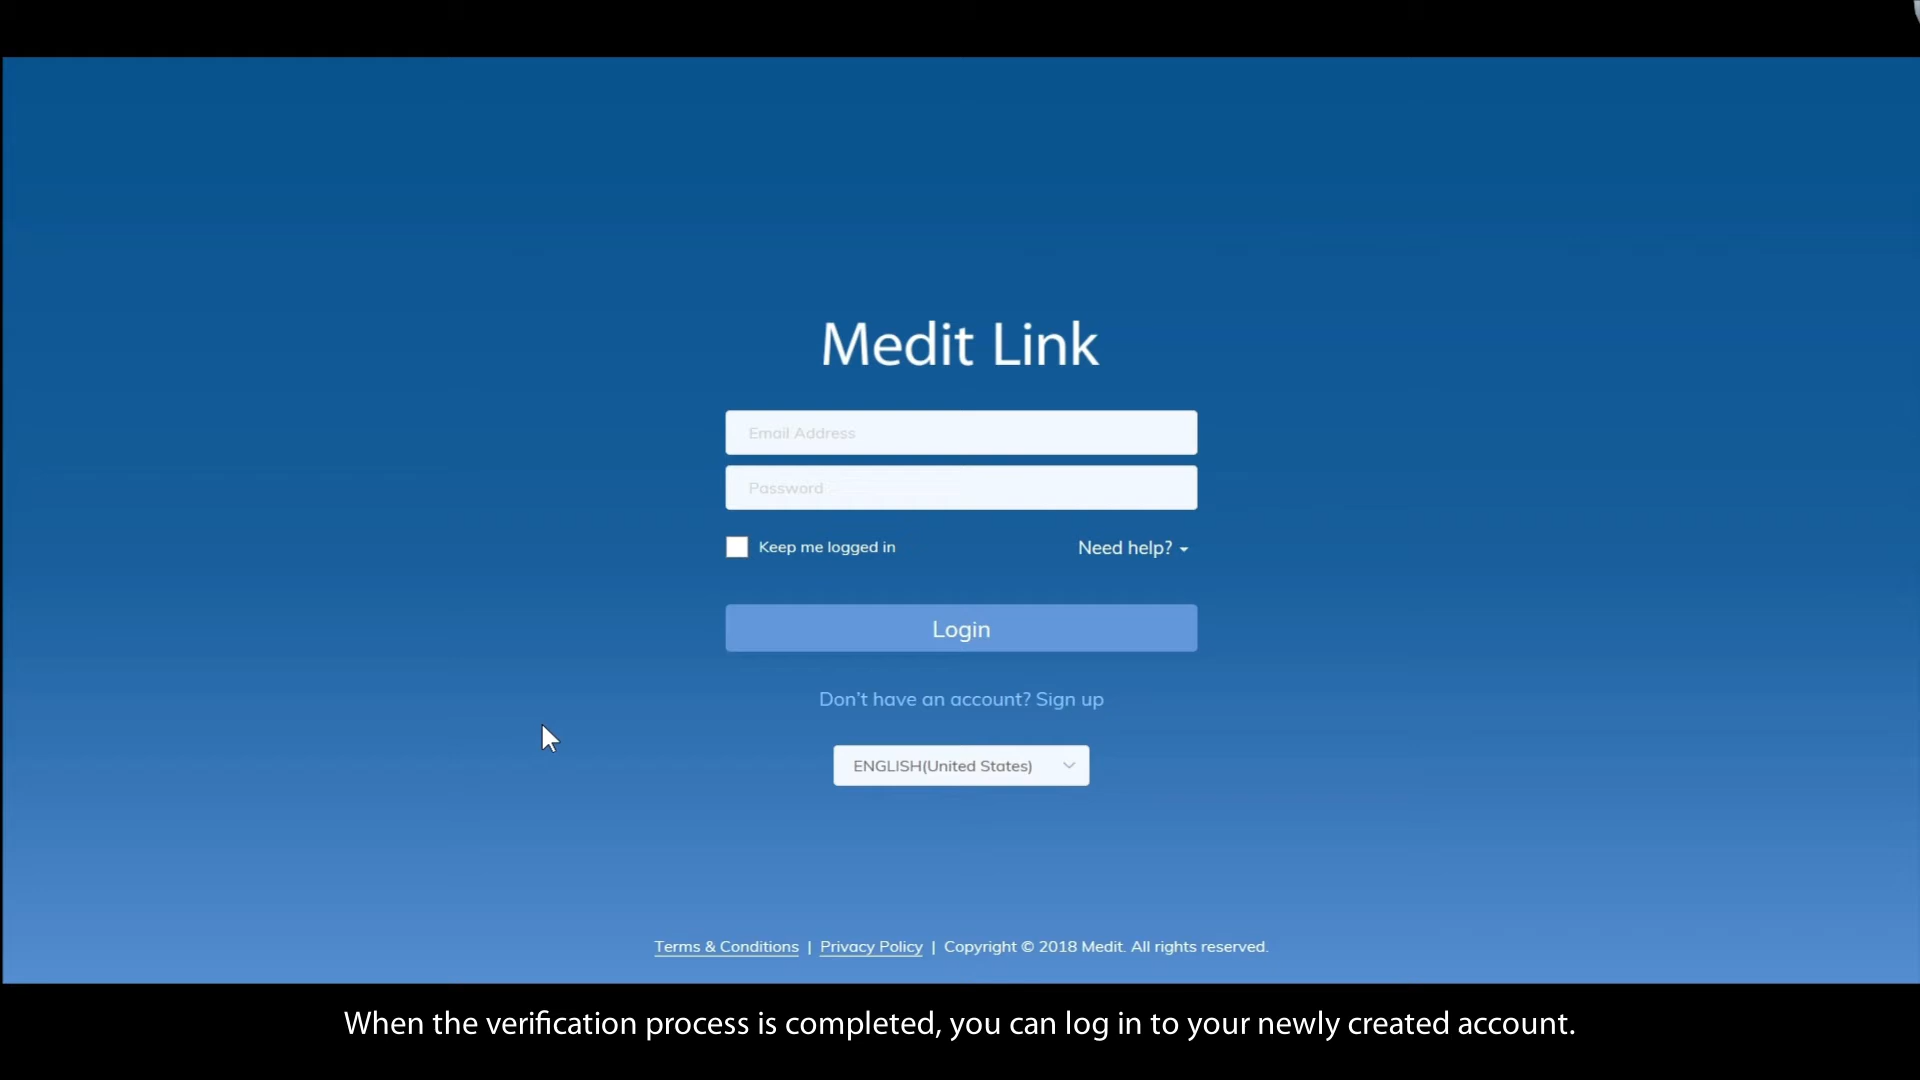 Medit Link
Email Address
Password
Keep me logged in
Need help?
Login
Don't have an account? Sign up
ENGLISH(United States)
Terms & Conditions | Privacy Policy | Copyright © 2018 Medit. All rights reserved.
When the verification process is completed, you can log in to your newly created account.